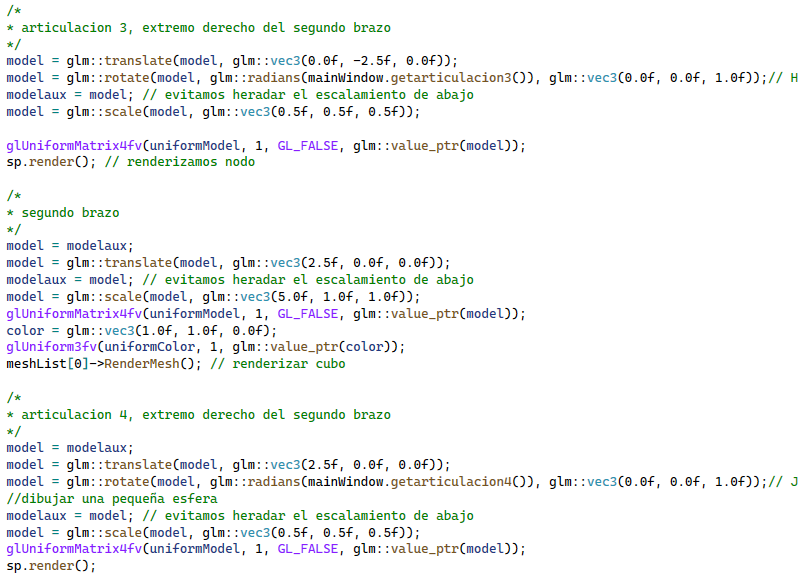 /*
* articulacion 3, extremo derecho del segundo brazo
*/
model = glm::translate(model, glm::vec3(0.0f, -2.5f, 0.0f));
model = glm::rotate(model, glm::radians(mainWindow.getarticulacion3()), glm::vec3(0.0f, 0.0f, 1.0f));// H
modelaux = model; // evitamos heradar el escalamiento de abajo
model = glm::scale(model, glm::vec3(0.5f, 0.5f, 0.5f));
glUniformMatrix4fv(uniformModel, 1, GL_FALSE, glm::value_ptr(model));
sp.render(); // renderizamos nodo
/*
* segundo brazo
*/
model = modelaux;
model = glm::translate(model, glm::vec3(2.5f, 0.0f, 0.0f));
modelaux = model; // evitamos heradar el escalamiento de abajo
model = glm::scale(model, glm::vec3(5.0f, 1.0f, 1.0f));
glUniformMatrix4fv(uniformModel, 1, GL_FALSE, glm::value_ptr(model));
color = glm::vec3(1.0f, 1.0f, 0.0f);
glUniform3fv(uniformColor, 1, glm::value_ptr(color));
meshList[0]->RenderMesh(); // renderizar cubo
/*
* articulacion 4, extremo derecho del segundo brazo
*/
model = modelaux;
model = glm::translate(model, glm::vec3(2.5f, 0.0f, 0.0f));
model = glm::rotate(model, glm::radians(mainWindow.getarticulacion4()), glm::vec3(0.0f, 0.0f, 1.0f));// J
//dibujar una pequeña esfera
modelaux = model; // evitamos heradar el escalamiento de abajo
model = glm::scale(model, glm::vec3(0.5f, 0.5f, 0.5f));
glUniformMatrix4fv(uniformModel, 1, GL_FALSE, glm::value_ptr(model));
sp.render();